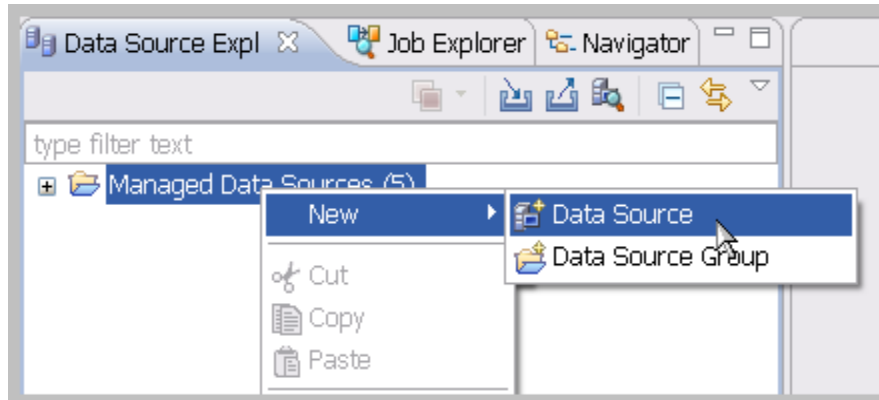 Data Source Expl Job Explorer Navigator
type filter text
Managed Data Sources (5)
New Data Source
Data Source Group
Cut
Copy
Paste